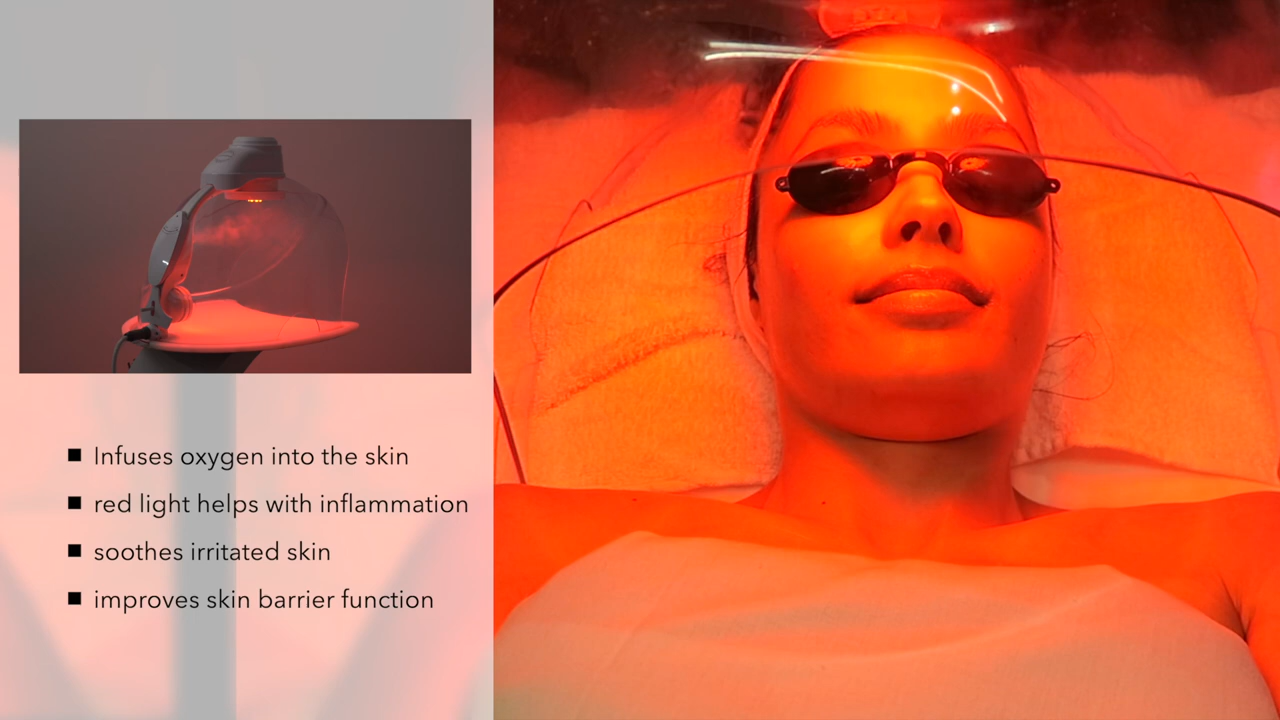 ■ Infuses oxygen into the skin
■ red light helps with inflammation
■ soothes irritated skin
■ improves skin barrier function